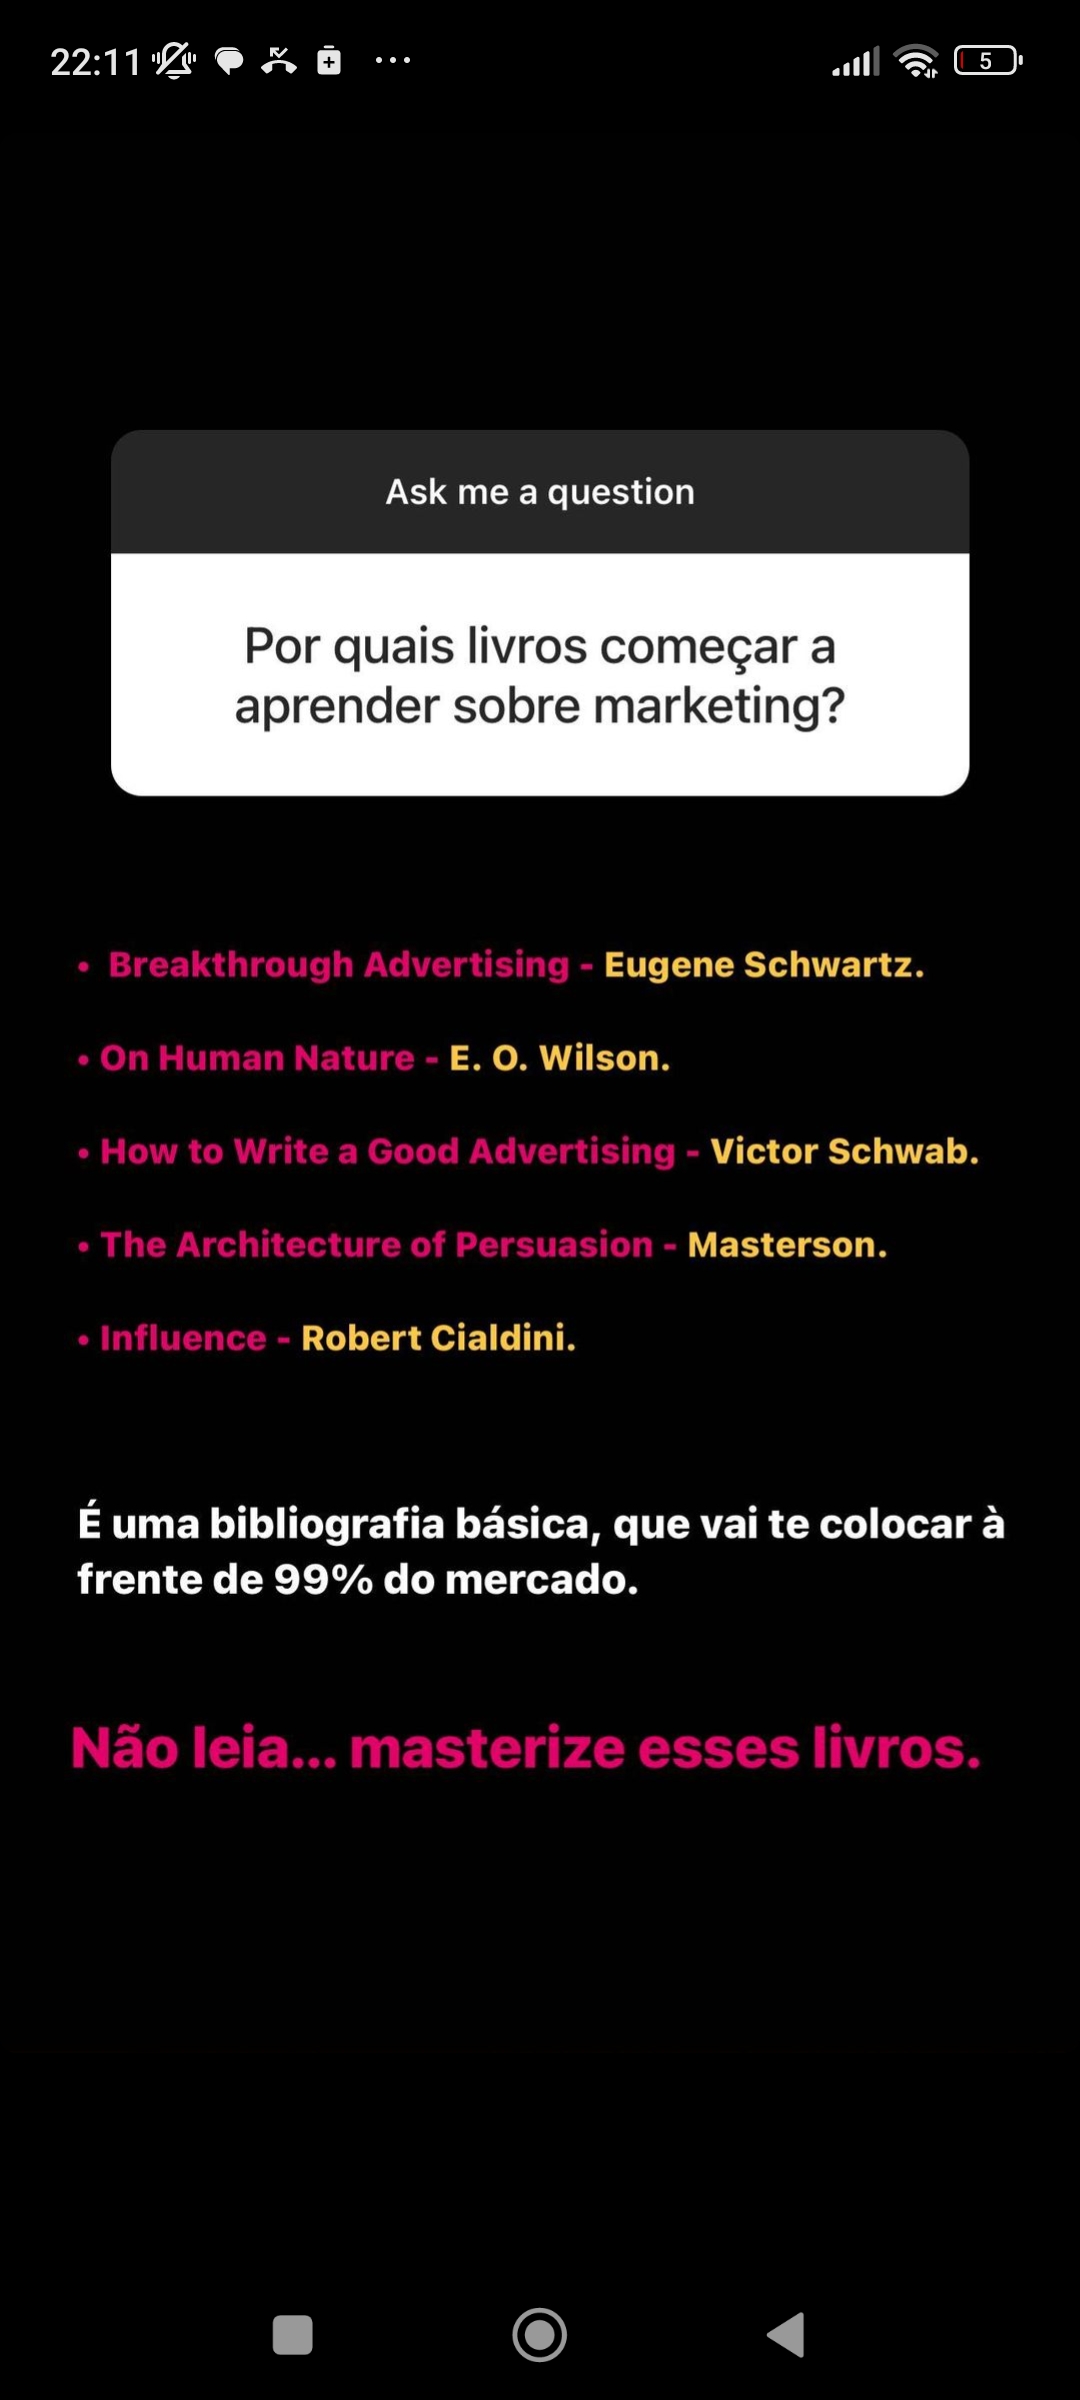 22:11
5
Ask me a question
Por quais livros começar a
aprender sobre marketing?
• Breakthrough Advertising - Eugene Schwartz.
• On Human Nature - E. O. Wilson.
• How to Write a Good Advertising - Victor Schwab.
• The Architecture of Persuasion - Masterson.
• Influence - Robert Cialdini.
É uma bibliografia básica, que vai te colocar à
frente de 99% do mercado.
Não leia... masterize esses livros.